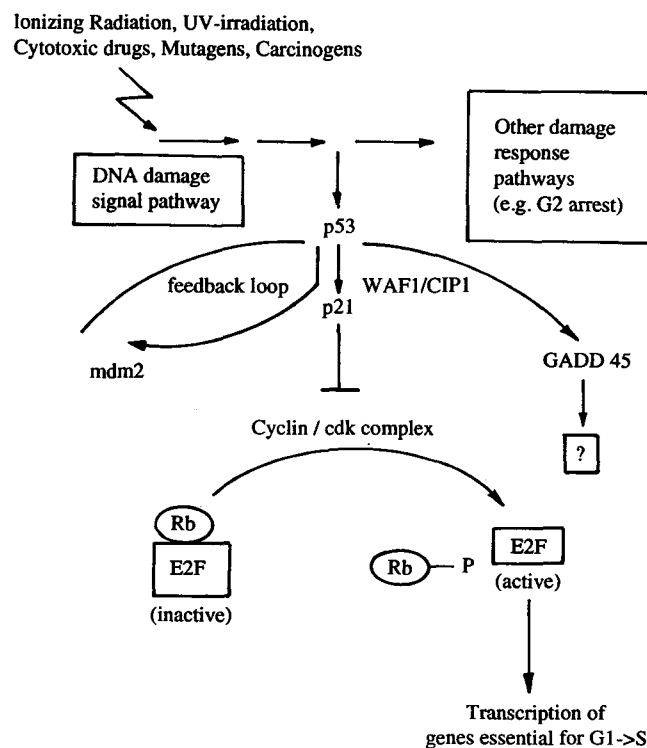 Ionizing Radiation, UV-irradiation,
Cytotoxic drugs, Mutagens, Carcinogens
DNA damage
signal pathway
Other damage
response
pathways
(e.g. G2 arrest)
p53
feedback loop
WAF1/CIP1
p21
mdm2
GADD 45
?
Cyclin / cdk complex
Rb
E2F
(inactive)
Rb
P
E2F
(active)
Transcription of
genes essential for G1->S